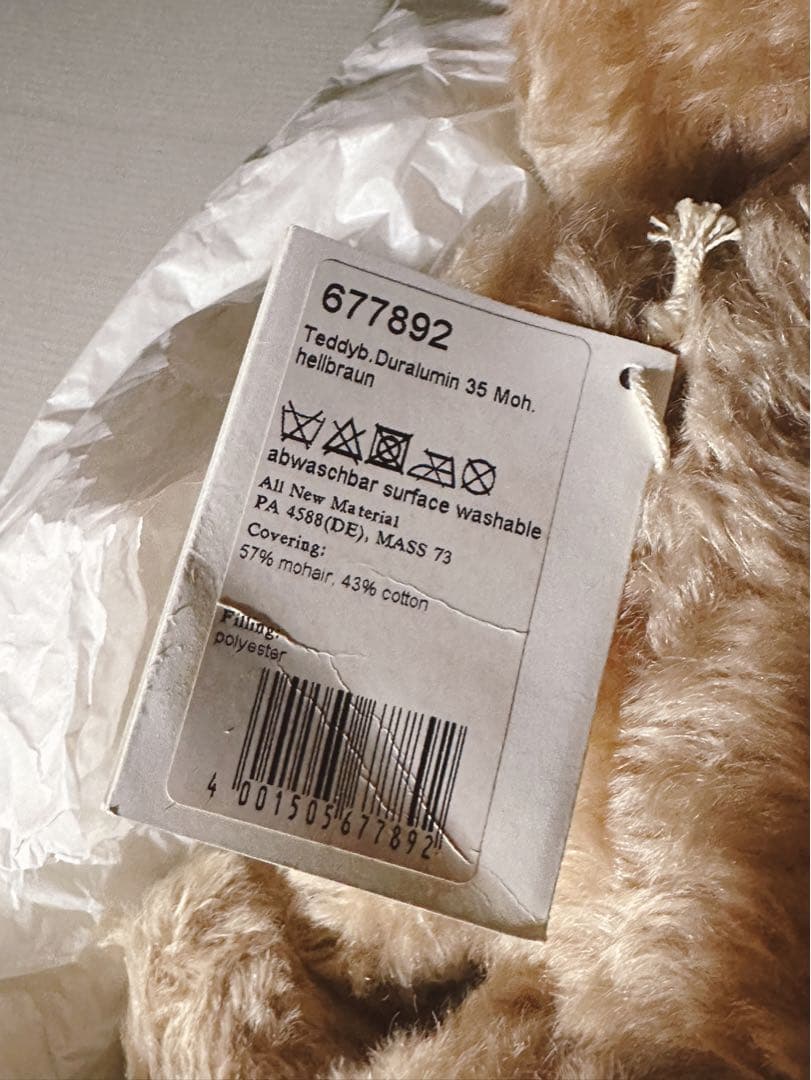 677892
Teddyb.Duralumin 35 Moh.
hellbraun
abwaschbar surface washable
All New Material
PA 4588(DE), MASS 73
Covering:
57% mohair, 43% cotton
Filling:
polyester
4 001505 677892